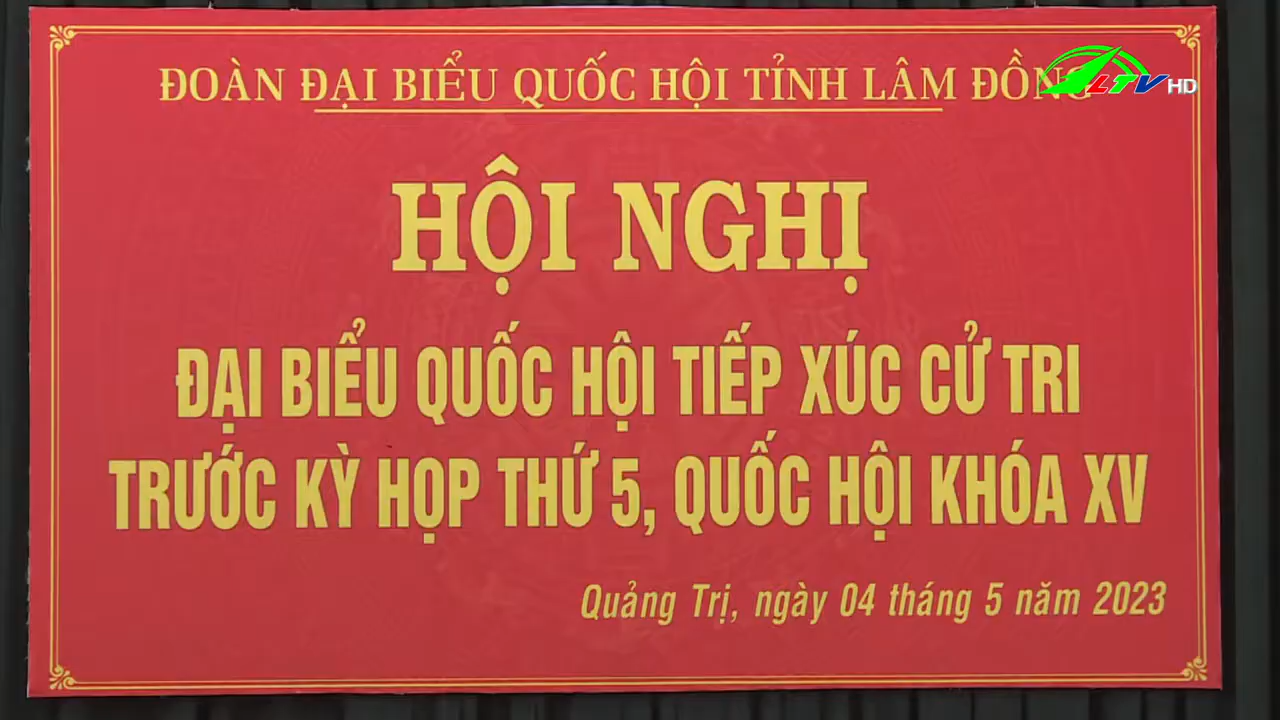 ĐOÀN ĐẠI BIỂU QUỐC HỘI TỈNH LÂM ĐỒNG
LTV HD
HỘI NGHỊ
ĐẠI BIỂU QUỐC HỘI TIẾP XÚC CỬ TRI
TRƯỚC KỲ HỌP THỨ 5, QUỐC HỘI KHÓA XV
Quảng Trị, ngày 04 tháng 5 năm 2023